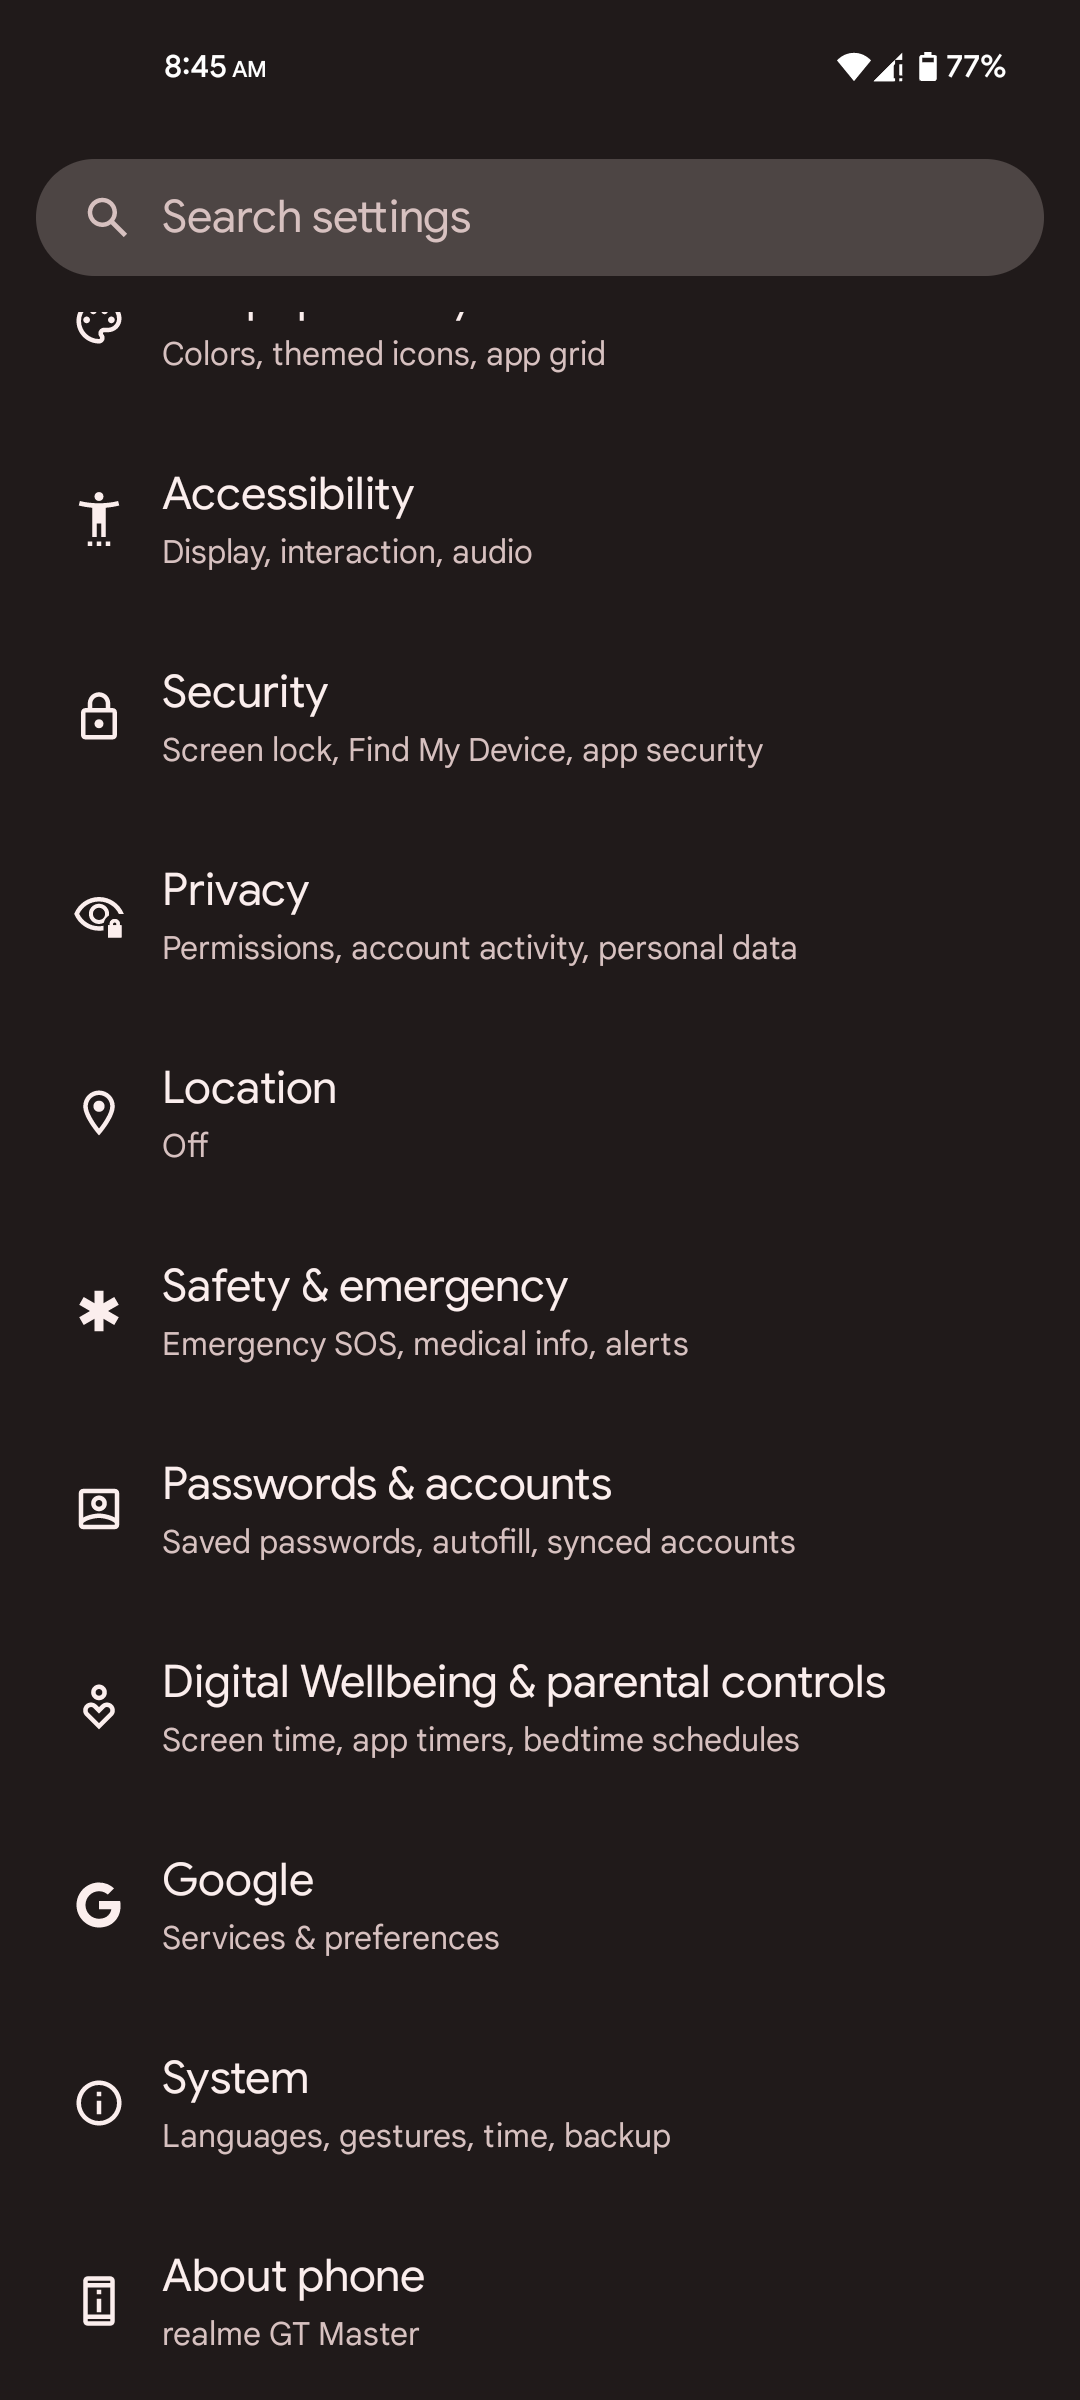 8:45 AM
77%
Search settings
Colors, themed icons, app grid
Accessibility
Display, interaction, audio
Security
Screen lock, Find My Device, app security
Privacy
Permissions, account activity, personal data
Location
Off
Safety & emergency
Emergency SOS, medical info, alerts
Passwords & accounts
Saved passwords, autofill, synced accounts
Digital Wellbeing & parental controls
Screen time, app timers, bedtime schedules
Google
Services & preferences
System
Languages, gestures, time, backup
About phone
realme GT Master